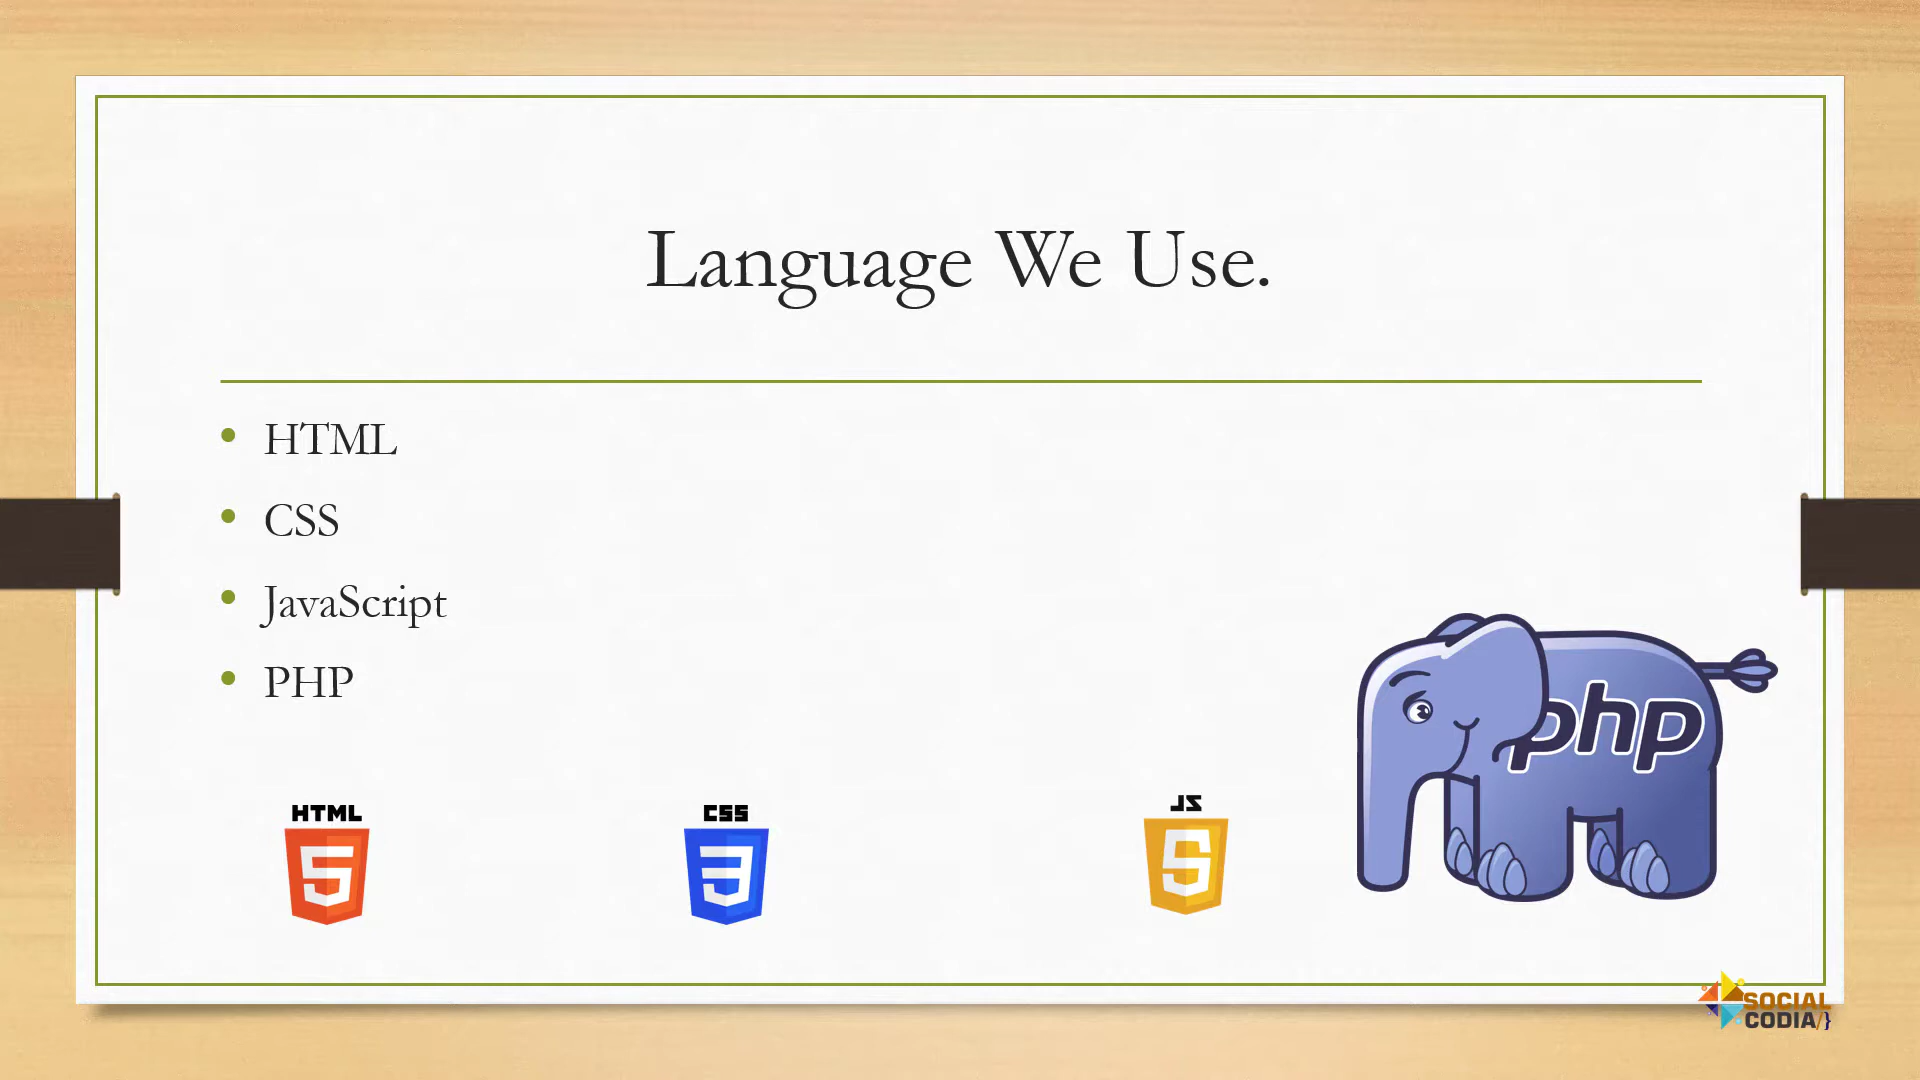 Language We Use.
HTML
CSS
JavaScript
PHP
HTML
CSS
JS
php
SOCIAL
CODIA/}